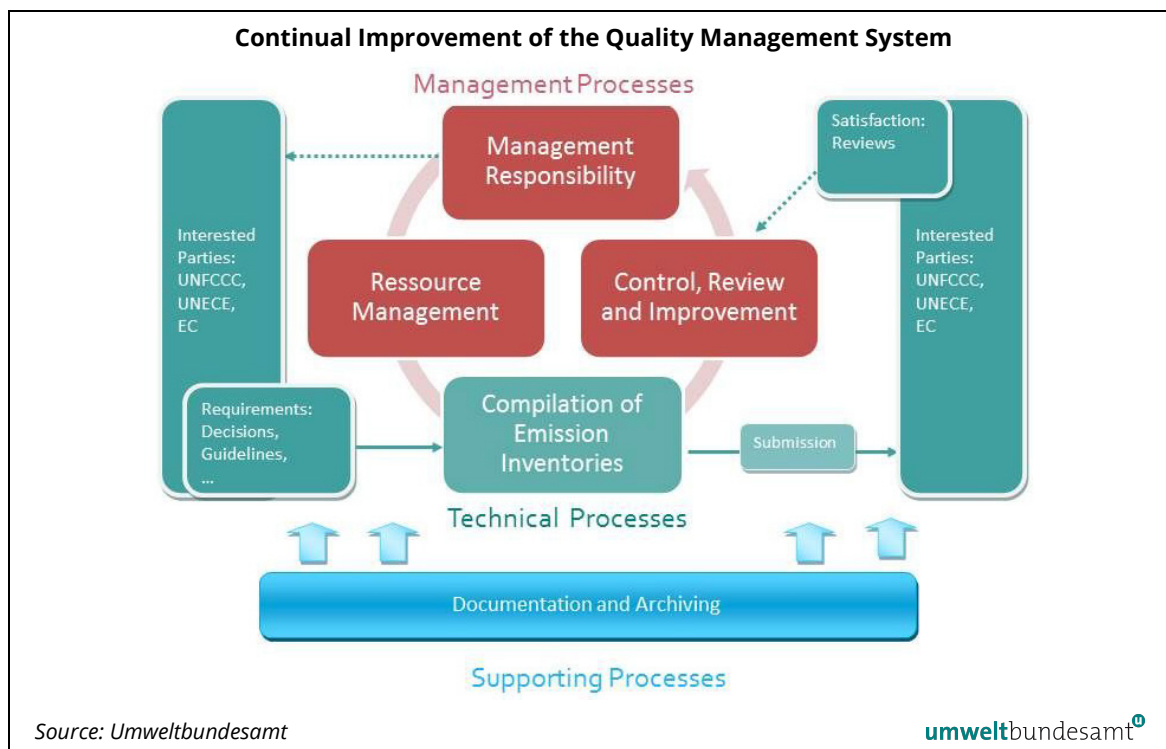 Continual Improvement of the Quality Management System
Management Processes
Management
Responsibility
Satisfaction:
Reviews
Interested
Parties:
UNFCCC,
UNECE,
EC
Ressource
Management
Control, Review
and Improvement
Interested
Parties:
UNFCCC,
UNECE,
EC
Requirements:
Decisions,
Guidelines,
...
Compilation of
Emission
Inventories
Submission
Technical Processes
Documentation and Archiving
Supporting Processes
Source: Umweltbundesamt
umweltbundesamt u